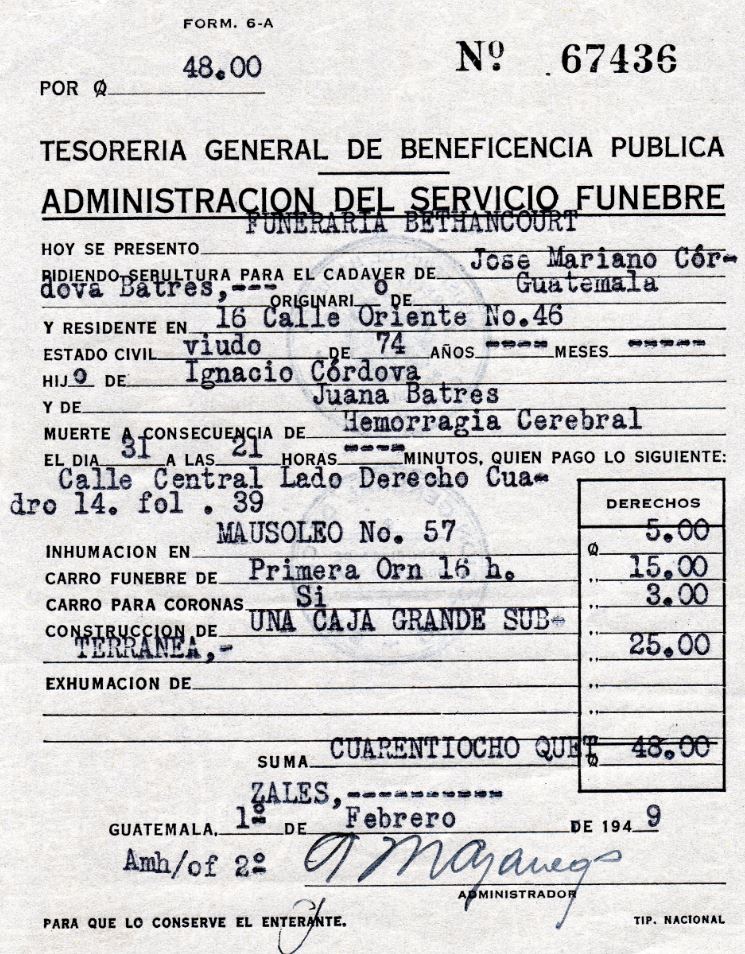 FORM. 6-A
POR Ꞙ 48.00
Nº 67436
TESORERIA GENERAL DE BENEFICENCIA PUBLICA
ADMINISTRACION DEL SERVICIO FUNEBRE
HOY SE PRESENTO FUNERARIA BETHANCOURT
PIDIENDO SEPULTURA PARA EL CADAVER DE Jose Mariano Cór-
dova Batres,--- ORIGINARI o DE Guatemala
Y RESIDENTE EN 16 Calle Oriente No.46
ESTADO CIVIL viudo DE 74 AÑOS ---- MESES -----
HIJ O DE Ignacio Córdova
Y DE Juana Batres
MUERTE A CONSECUENCIA DE Hemorragia Cerebral
EL DIA 31 A LAS 21 HORAS ---- MINUTOS, QUIEN PAGO LO SIGUIENTE:
Calle Central Lado Derecho Cua-
dro 14. fol . 39
DERECHOS
INHUMACION EN MAUSOLEO No. 57 Ꞙ 5.00
CARRO FUNEBRE DE Primera Orn 16 h. ,, 15.00
CARRO PARA CORONAS Si ,, 3.00
CONSTRUCCION DE UNA CAJA GRANDE SUB- ,,
TERRANEA,- ,, 25.00
EXHUMACION DE ,,
,,
,,
SUMA CUARENTIOCHO QUET 48.00
ZALES,----------
GUATEMALA, 1º DE Febrero DE 194 9
Amh/of 2º
ADMINISTRADOR
PARA QUE LO CONSERVE EL ENTERANTE.
TIP. NACIONAL